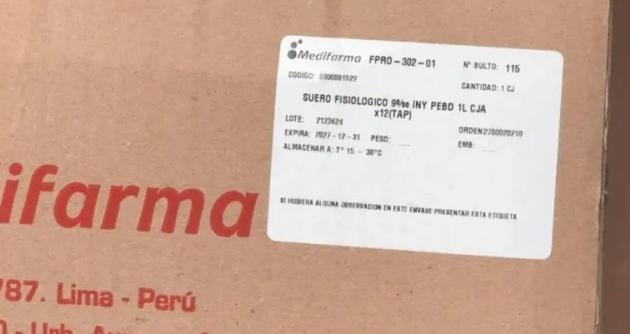 Medifarma FPRO-302-01
Nº BULTO: 115
CODIGO:
CANTIDAD: 1 CJ
SUERO FISIOLOGICO 9‰ INY PEBD 1L CJA
x12(TAP)
LOTE: 2123624
ORDEN2700020210
EXPIRA: 2027-12-31 PESO:
EMB:
ALMACENAR A: Tº 15 - 30ºC
SI HUBIERA ALGUNA OBSERVACION EN ESTE ENVASE PRESENTAR ESTA ETIQUETA
ifarma
787. Lima - Perú
Urb.